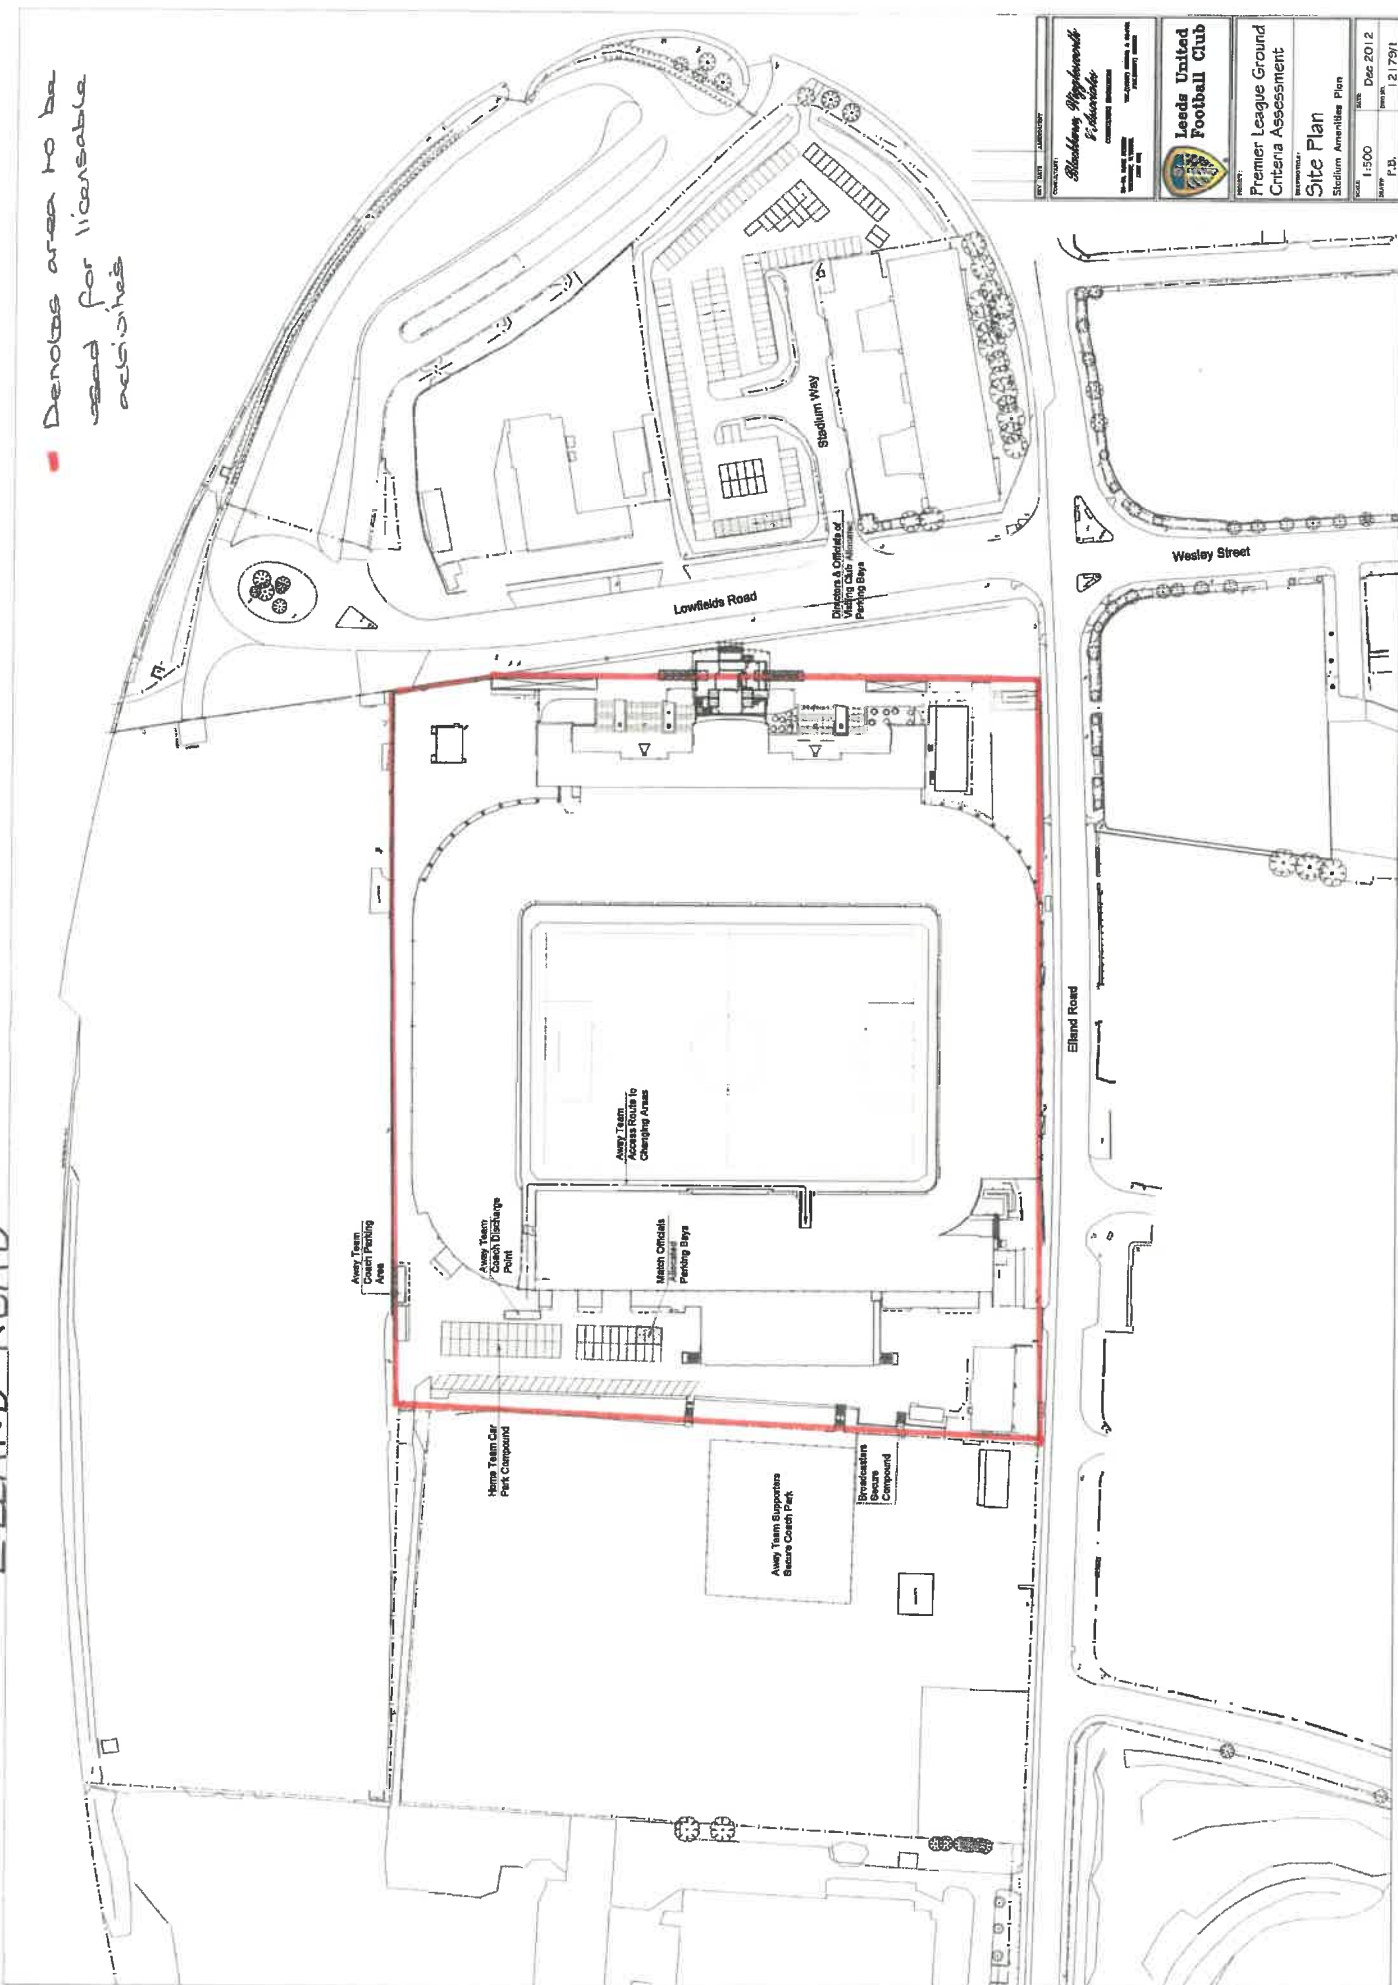 Denotes area to be
used for licensable
activities
Leeds United
Football Club
Premier League Ground
Criteria Assessment
Site Plan
Stadium Amenities Plan
SCALE 1:500
DATE Dec 2012
P.B.
12179/1
Stadium Way
Directors & Officials of
Visiting Club Allocated
Parking Bays
Lowfields Road
Wesley Street
Elland Road
Away Team
Access Route to
Changing Areas
Away Team
Coach Parking
Area
Away Team
Coach Discharge
Point
Match Officials
Allocated
Parking Bays
Home Team Car
Park Compound
Away Team Supporters
Secure Coach Park
Broadcasters
Secure
Compound